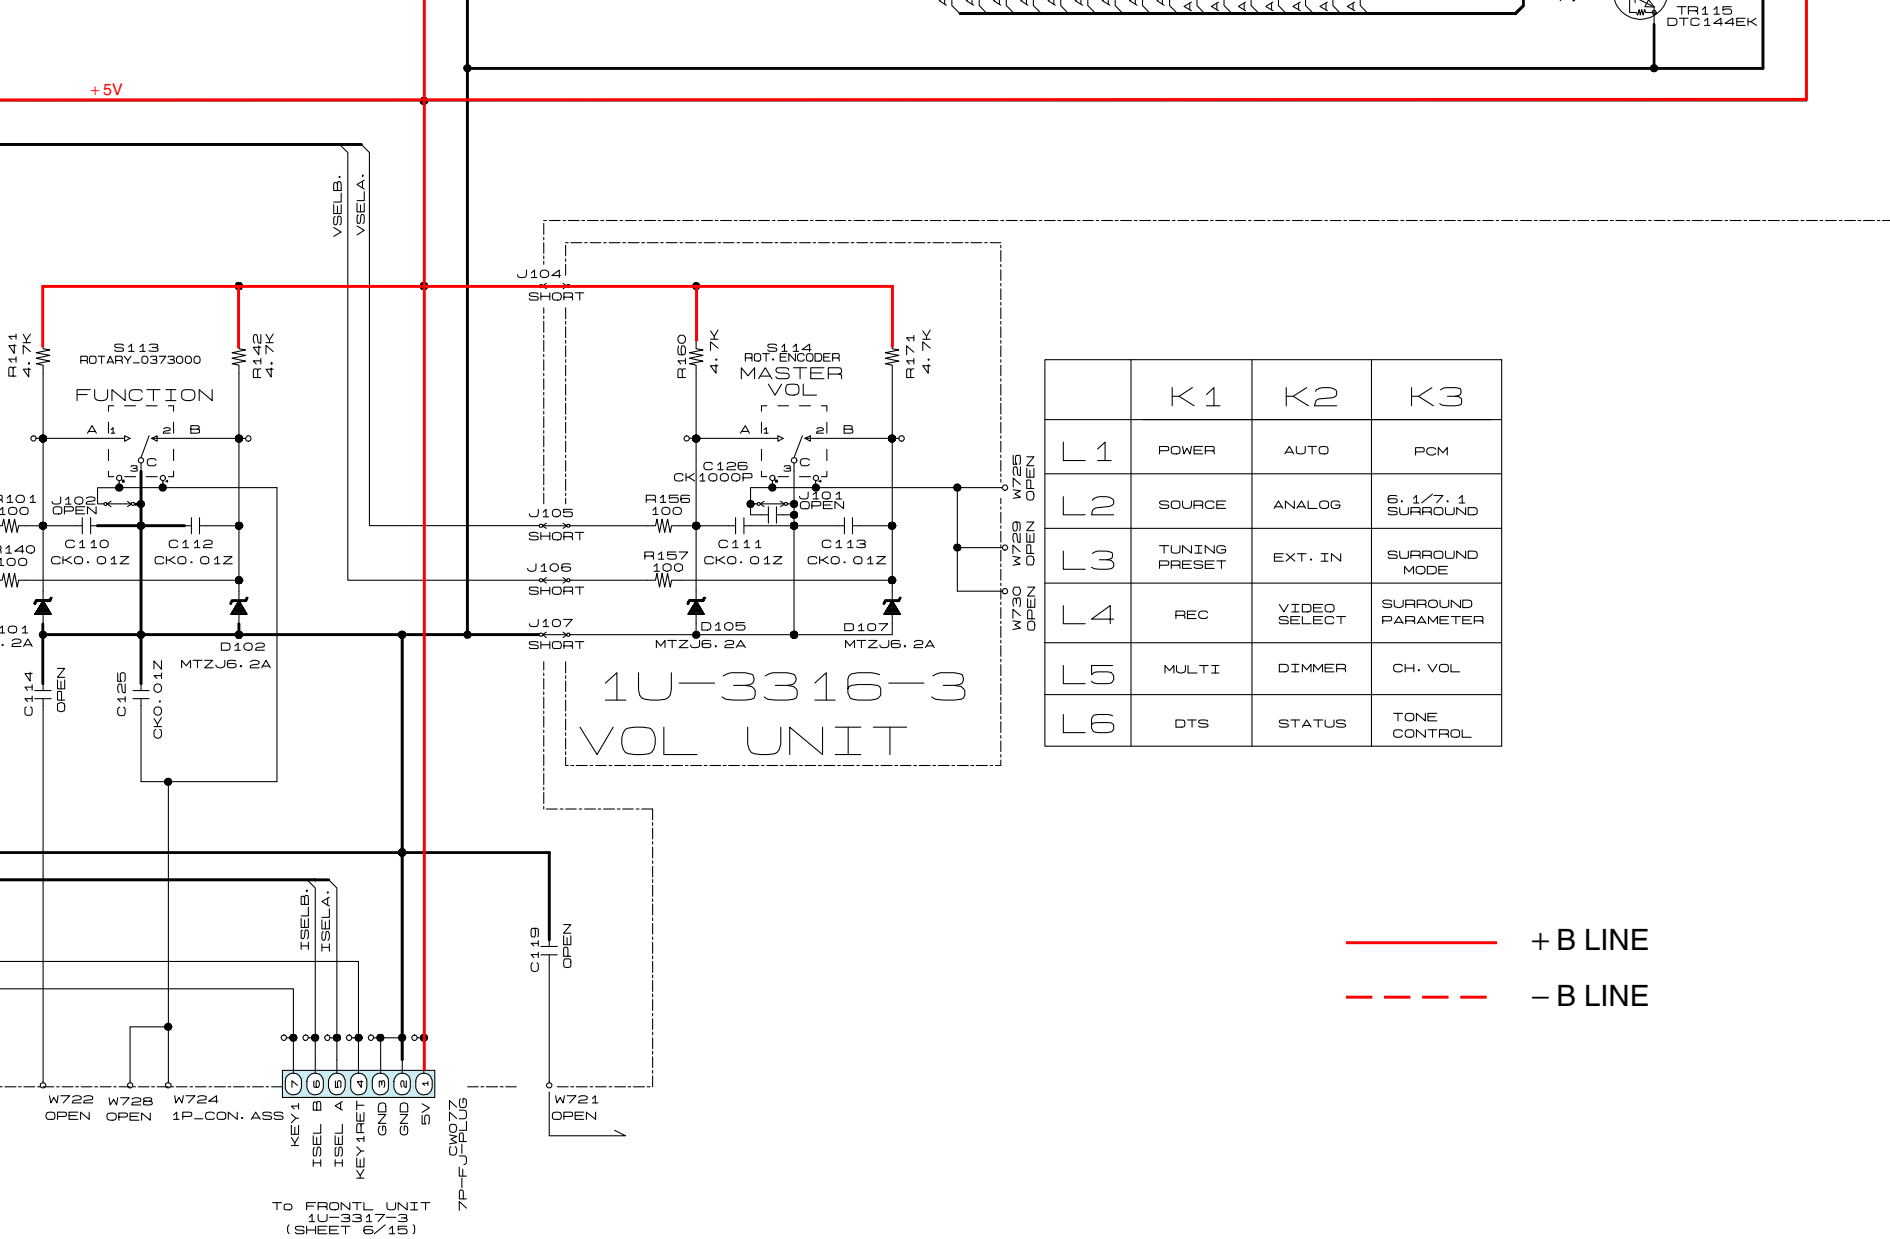 TR115
DTC144EK
+5V
VSELB.
VSELA.
J104
SHORT
R141
4.7K
S113
ROTARY_0373000
R142
4.7K
FUNCTION
A 1 2 B
3 C
R160
4.7K
S114
ROT.ENCODER
MASTER
VOL
R171
4.7K
A 1 2 B
3 C
C126
CK1000P
J102
OPEN
R101
100
C110
CK0.01Z
C112
CK0.01Z
R140
100
J105
SHORT
R156
100
J101
OPEN
C111
CK0.01Z
C113
CK0.01Z
J106
SHORT
R157
100
W725
OPEN
W729
OPEN
W730
OPEN
J107
SHORT
D102
MTZJ6.2A
D105
MTZJ6.2A
D107
MTZJ6.2A
C114
OPEN
C125
CK0.01Z
1U-3316-3
VOL UNIT
K1 K2 K3
L1 POWER AUTO PCM
L2 SOURCE ANALOG 6.1/7.1 SURROUND
L3 TUNING PRESET EXT.IN SURROUND MODE
L4 REC VIDEO SELECT SURROUND PARAMETER
L5 MULTI DIMMER CH.VOL
L6 DTS STATUS TONE CONTROL
ISELB.
ISELA.
C119
OPEN
+ B LINE
– B LINE
7 6 5 4 3 2 1
W722
OPEN
W728
OPEN
W724
1P_CON.ASS
KEY1
ISEL B
ISEL A
KEY1RET
GND
GND
5V
CW077
7P-FJ-PLUG
W721
OPEN
To FRONTL UNIT
1U-3317-3
(SHEET 6/15)